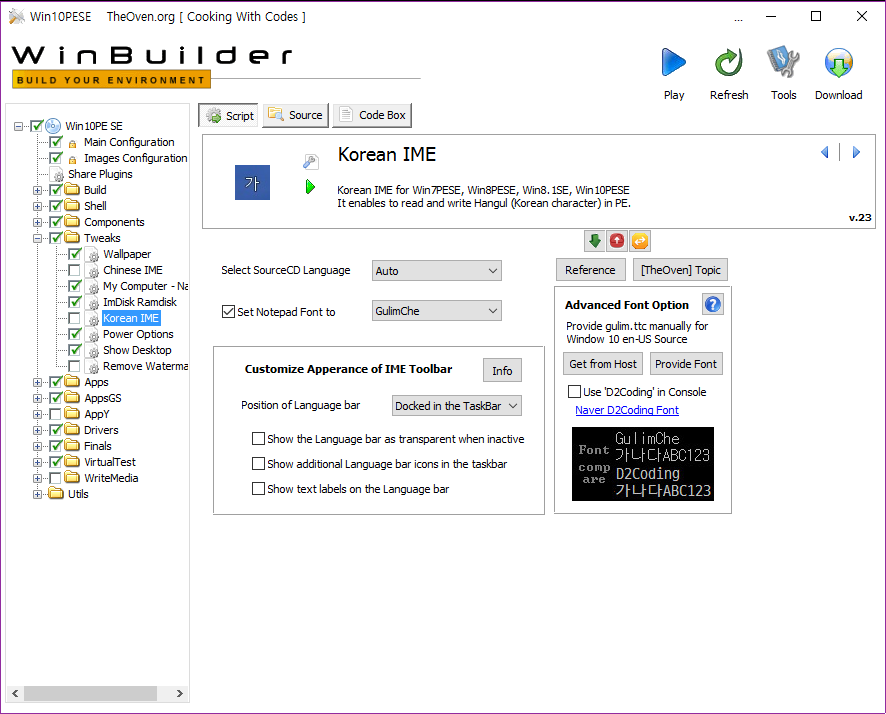 Win10PESE TheOven.org [ Cooking With Codes ]
...
WinBuilder
BUILD YOUR ENVIRONMENT
Play
Refresh
Tools
Download
Win10PE SE
Main Configuration
Images Configuration
Share Plugins
Build
Shell
Components
Tweaks
Wallpaper
Chinese IME
My Computer - Na
ImDisk Ramdisk
Korean IME
Power Options
Show Desktop
Remove Waterma
Apps
AppsGS
AppY
Drivers
Finals
VirtualTest
WriteMedia
Utils
Script
Source
Code Box
가
Korean IME
Korean IME for Win7PESE, Win8PESE, Win8.1SE, Win10PESE
It enables to read and write Hangul (Korean character) in PE.
v.23
Select SourceCD Language
Auto
Set Notepad Font to
GulimChe
Customize Apperance of IME Toolbar
Info
Position of Language bar
Docked in the TaskBar
Show the Language bar as transparent when inactive
Show additional Language bar icons in the taskbar
Show text labels on the Language bar
Reference
[TheOven] Topic
Advanced Font Option
?
Provide gulim.ttc manually for
Window 10 en-US Source
Get from Host
Provide Font
Use 'D2Coding' in Console
Naver D2Coding Font
Font
comp
are
GulimChe
가나다ABC123
D2Coding
가나다ABC123